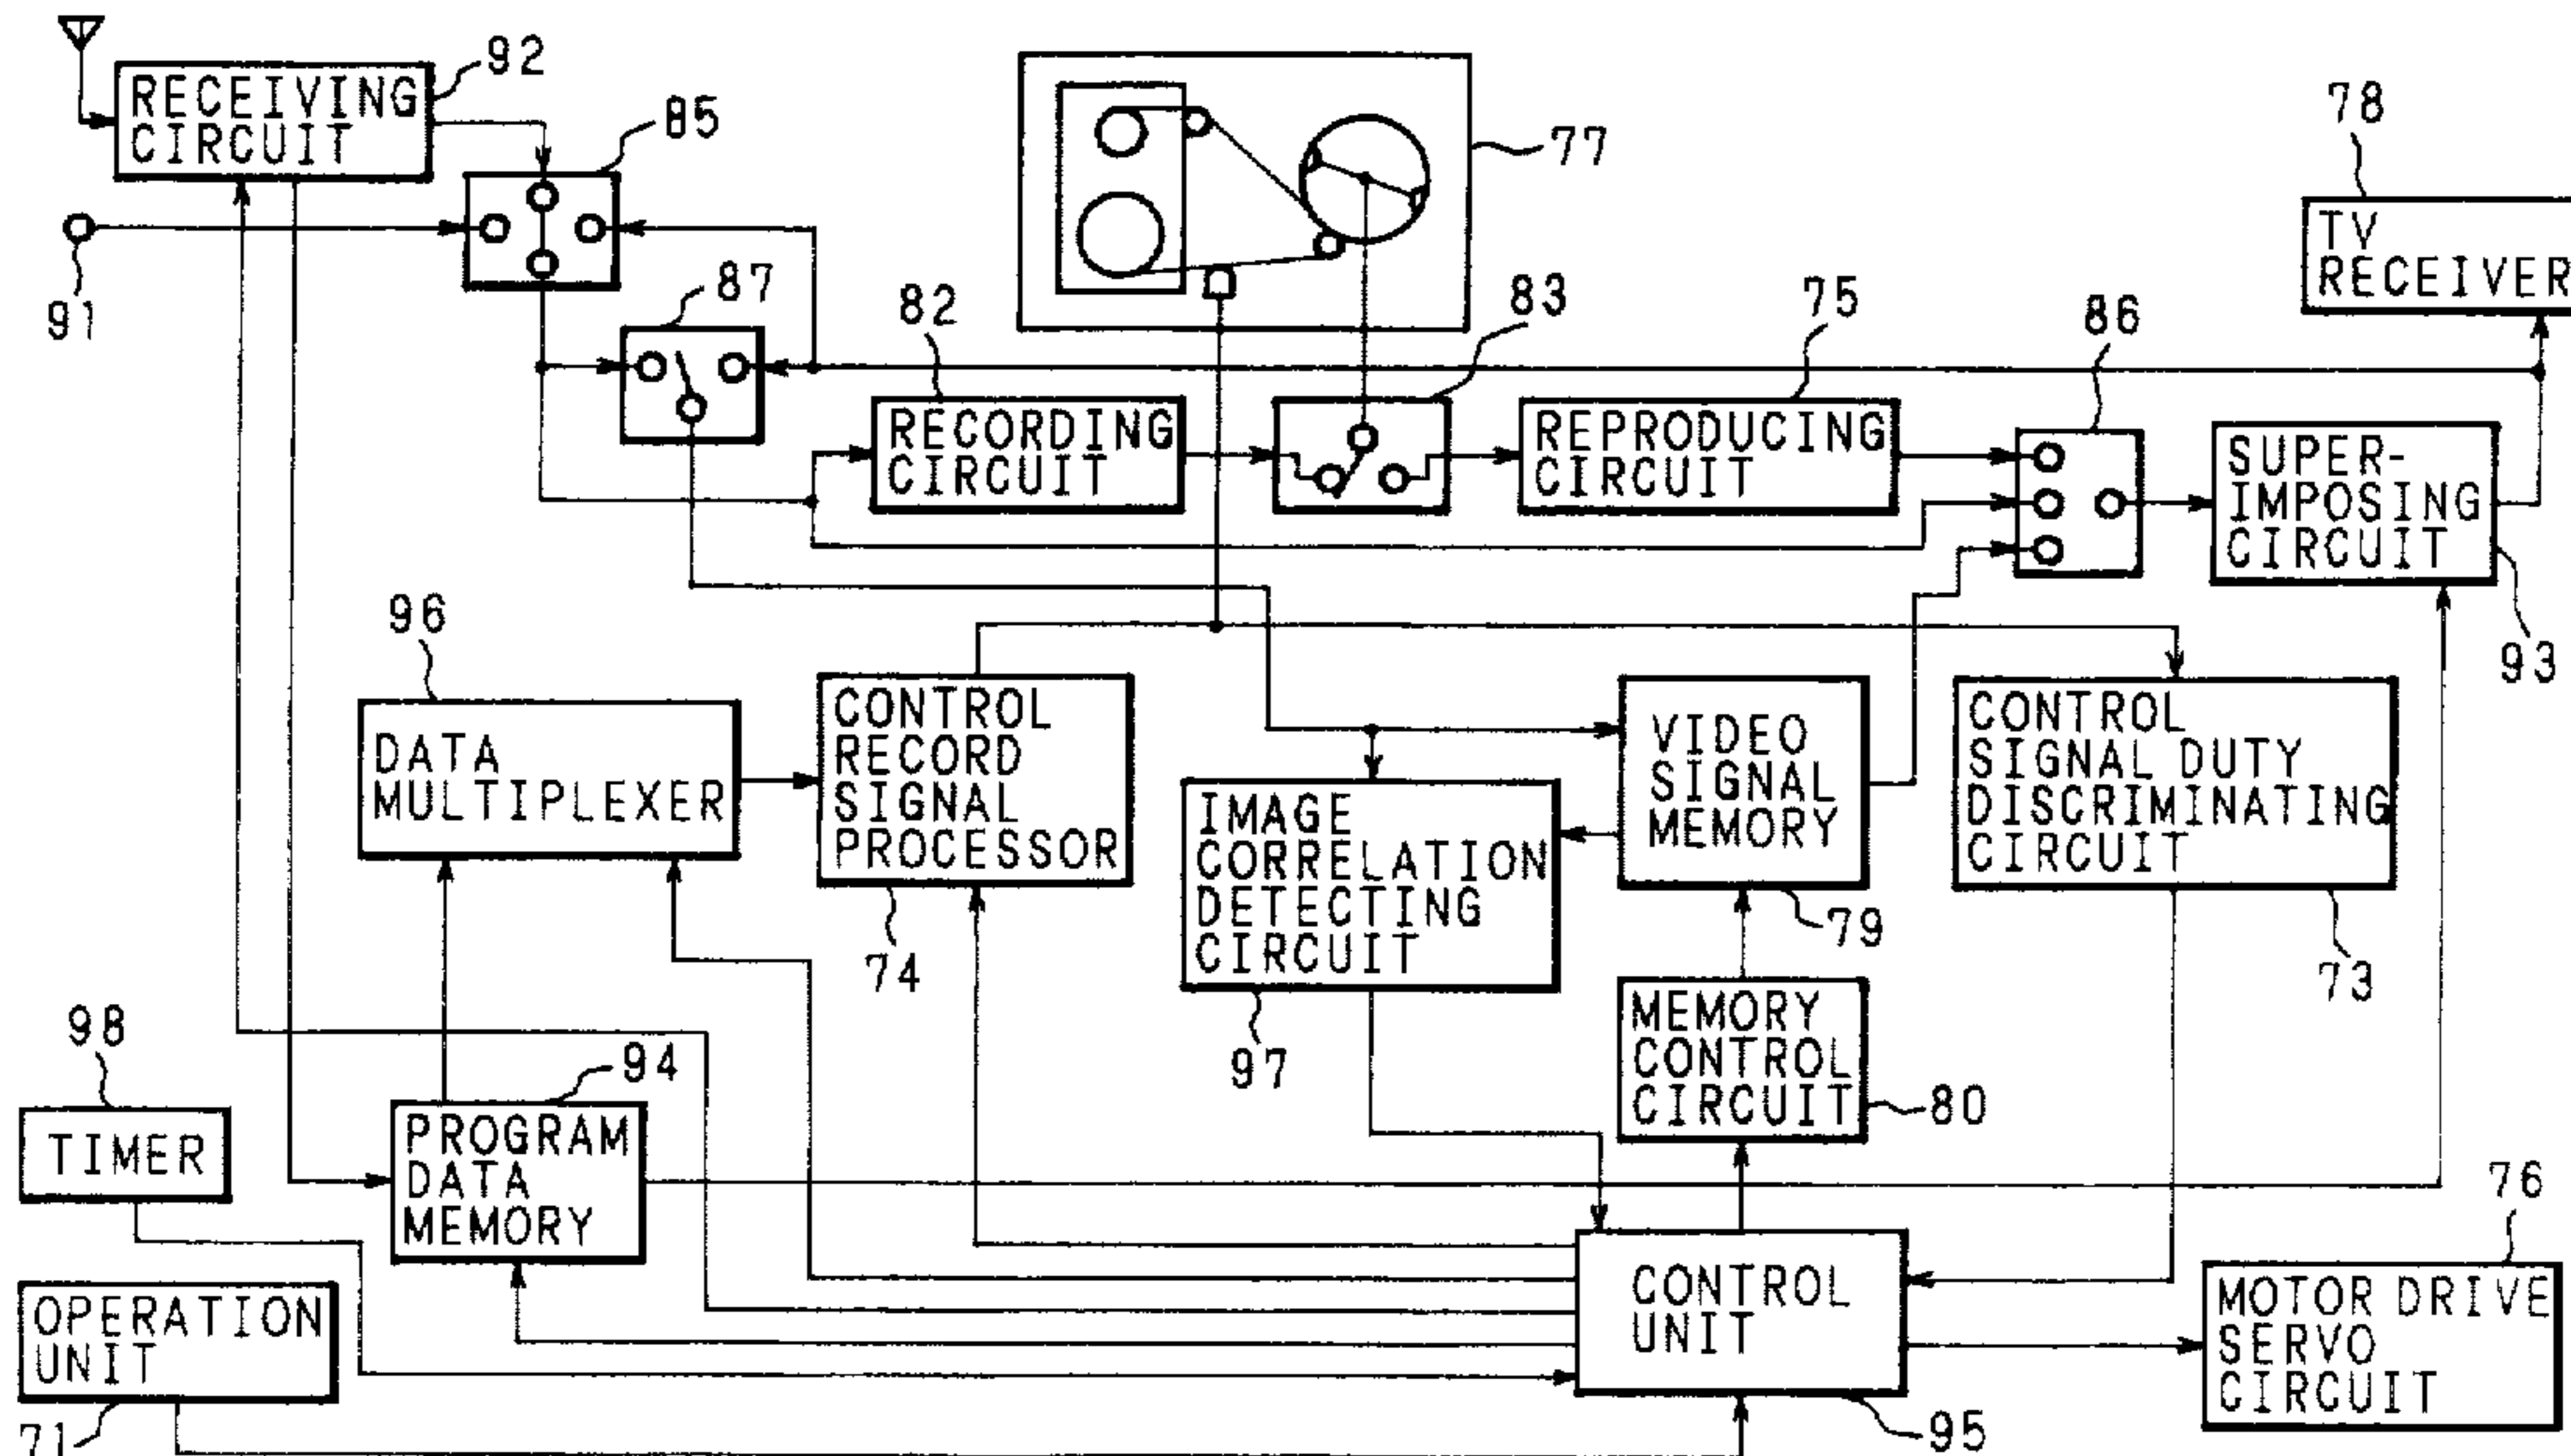 92
RECEIVING
CIRCUIT
85
77
78
TV
RECEIVER
91
87
82
83
75
86
RECORDING
CIRCUIT
REPRODUCING
CIRCUIT
SUPER-
IMPOSING
CIRCUIT
93
96
DATA
MULTIPLEXER
CONTROL
RECORD
SIGNAL
PROCESSOR
74
IMAGE
CORRELATION
DETECTING
CIRCUIT
97
VIDEO
SIGNAL
MEMORY
79
CONTROL
SIGNAL DUTY
DISCRIMINATING
CIRCUIT
73
MEMORY
CONTROL
CIRCUIT
80
98
TIMER
94
PROGRAM
DATA
MEMORY
OPERATION
UNIT
71
CONTROL
UNIT
95
76
MOTOR DRIVE
SERVO
CIRCUIT